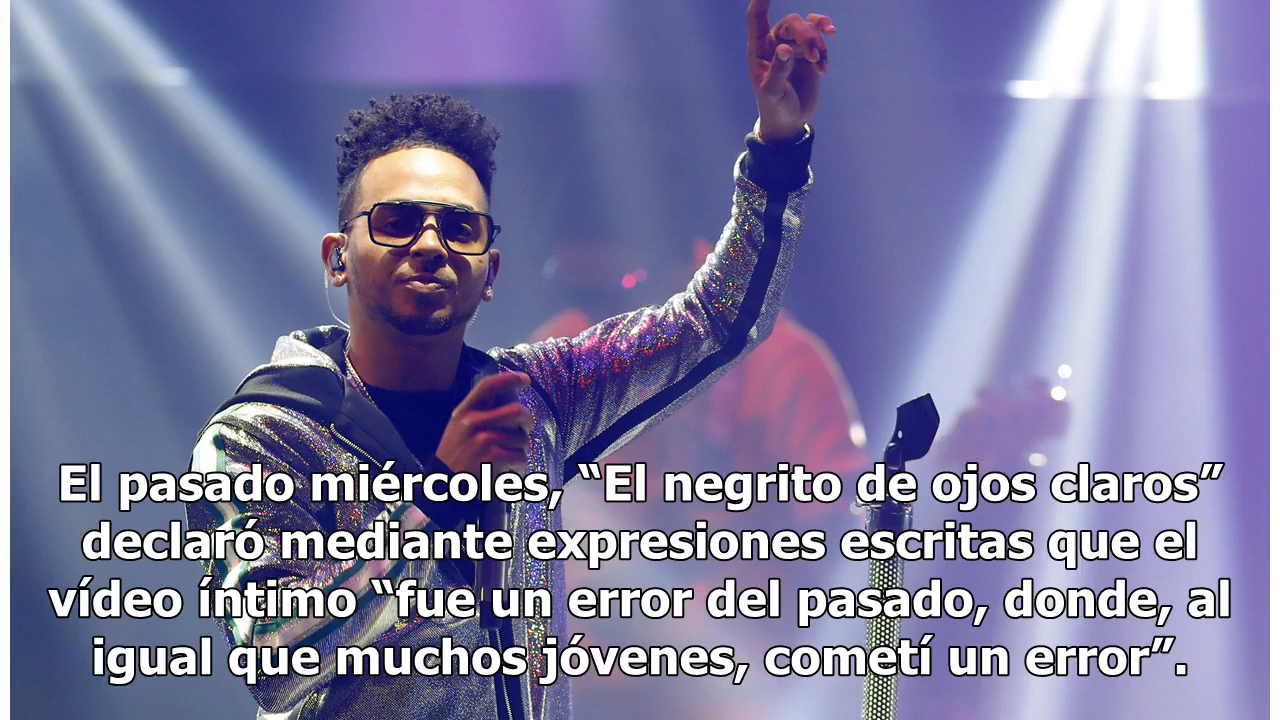 El pasado miércoles, “El negrito de ojos claros”
declaró mediante expresiones escritas que el
vídeo íntimo “fue un error del pasado, donde, al
igual que muchos jóvenes, cometí un error”.